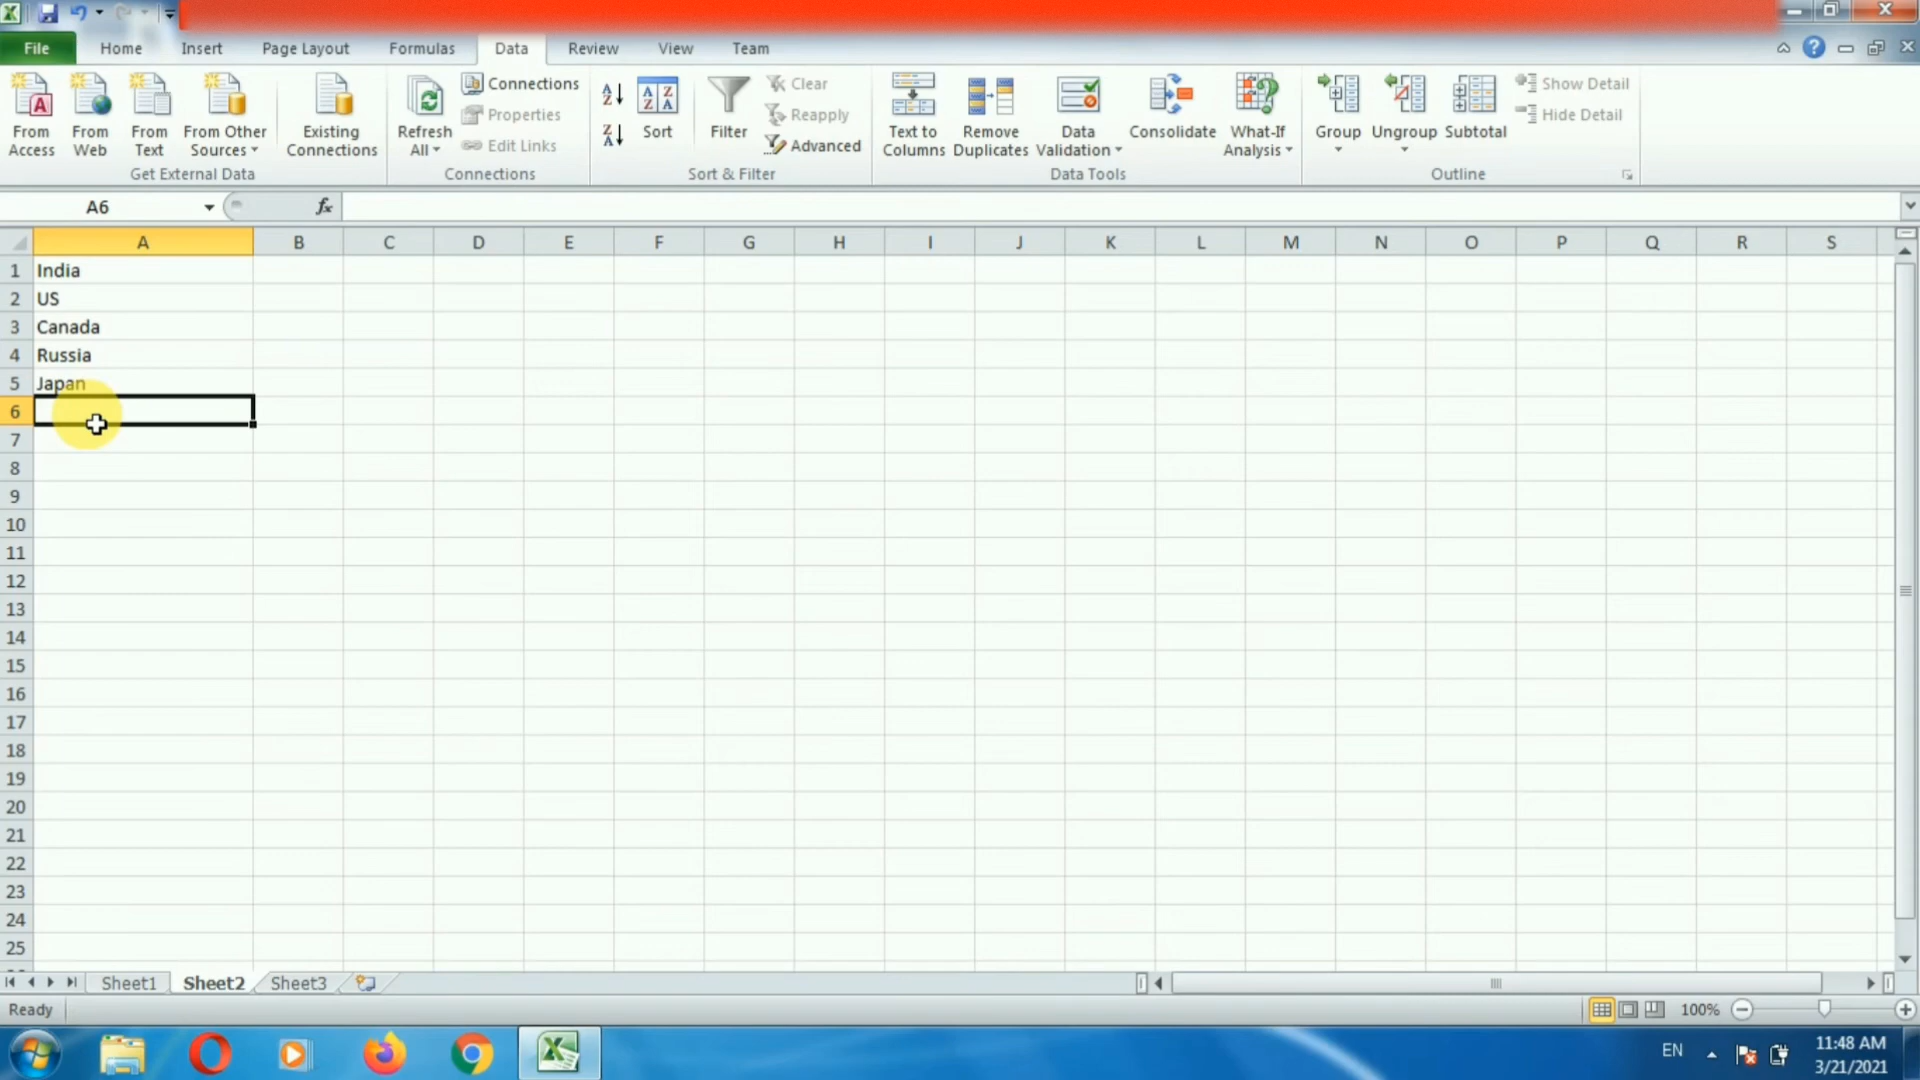 File Home Insert Page Layout Formulas Data Review View Team
From Access
From Web
From Text
From Other Sources
Existing Connections
Get External Data
Refresh All
Connections
Properties
Edit Links
Connections
Sort
Filter
Clear
Reapply
Advanced
Sort & Filter
Text to Columns
Remove Duplicates
Data Validation
Consolidate
What-If Analysis
Data Tools
Group
Ungroup
Subtotal
Show Detail
Hide Detail
Outline
A6 fx
A B C D E F G H I J K L M N O P Q R S
1 India
2 US
3 Canada
4 Russia
5 Japan
6
7
8
9
10
11
12
13
14
15
16
17
18
19
20
21
22
23
24
25
Sheet1 Sheet2 Sheet3
Ready 100%
EN 11:48 AM
3/21/2021